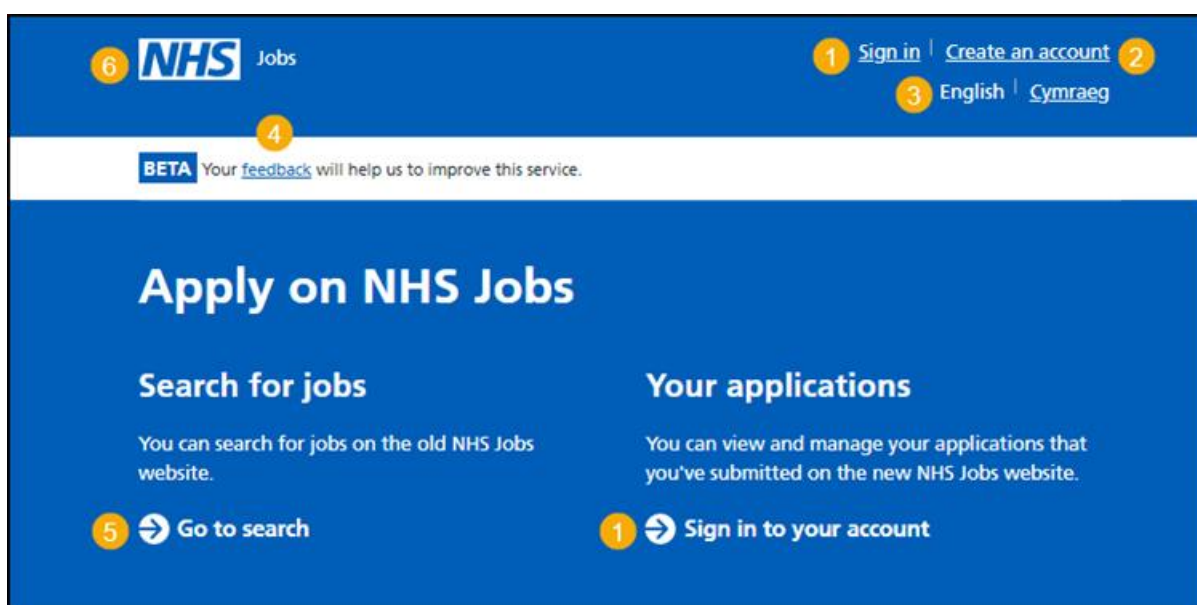 6 NHS Jobs
1 Sign in | Create an account 2
3 English | Cymraeg
4
BETA Your feedback will help us to improve this service.
Apply on NHS Jobs
Search for jobs
You can search for jobs on the old NHS Jobs
website.
5 Go to search
Your applications
You can view and manage your applications that
you've submitted on the new NHS Jobs website.
1 Sign in to your account